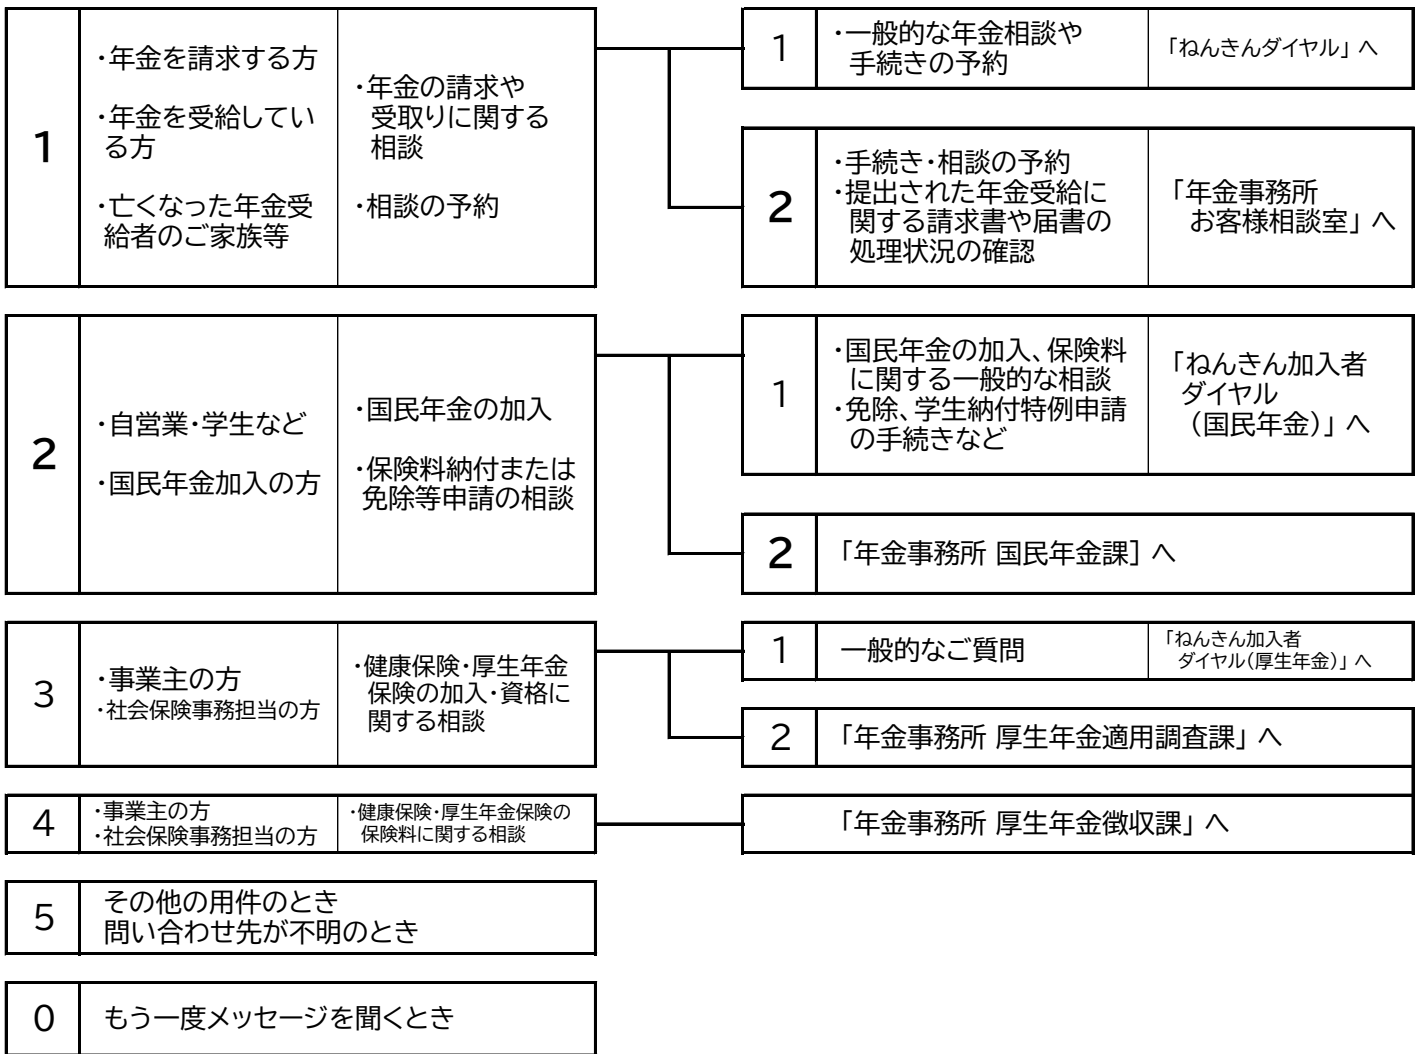 1
・年金を請求する方
・年金を受給してい
る方
・亡くなった年金受
給者のご家族等
・年金の請求や
受取りに関する
相談
・相談の予約
1
・一般的な年金相談や
手続きの予約
「ねんきんダイヤル」 へ
2
・手続き・相談の予約
・提出された年金受給に
関する請求書や届書の
処理状況の確認
「年金事務所
お客様相談室」 へ
2
・自営業・学生など
・国民年金加入の方
・国民年金の加入
・保険料納付または
免除等申請の相談
1
・国民年金の加入、保険料
に関する一般的な相談
・免除、学生納付特例申請
の手続きなど
「ねんきん加入者
ダイヤル
(国民年金)」 へ
2
「年金事務所 国民年金課］ へ
3
・事業主の方
・社会保険事務担当の方
・健康保険・厚生年金
保険の加入・資格に
関する相談
1
一般的なご質問
「ねんきん加入者
ダイヤル(厚生年金)」 へ
2
「年金事務所 厚生年金適用調査課」 へ
4
・事業主の方
・社会保険事務担当の方
・健康保険・厚生年金保険の
保険料に関する相談
「年金事務所 厚生年金徴収課」 へ
5
その他の用件のとき
問い合わせ先が不明のとき
0
もう一度メッセージを聞くとき